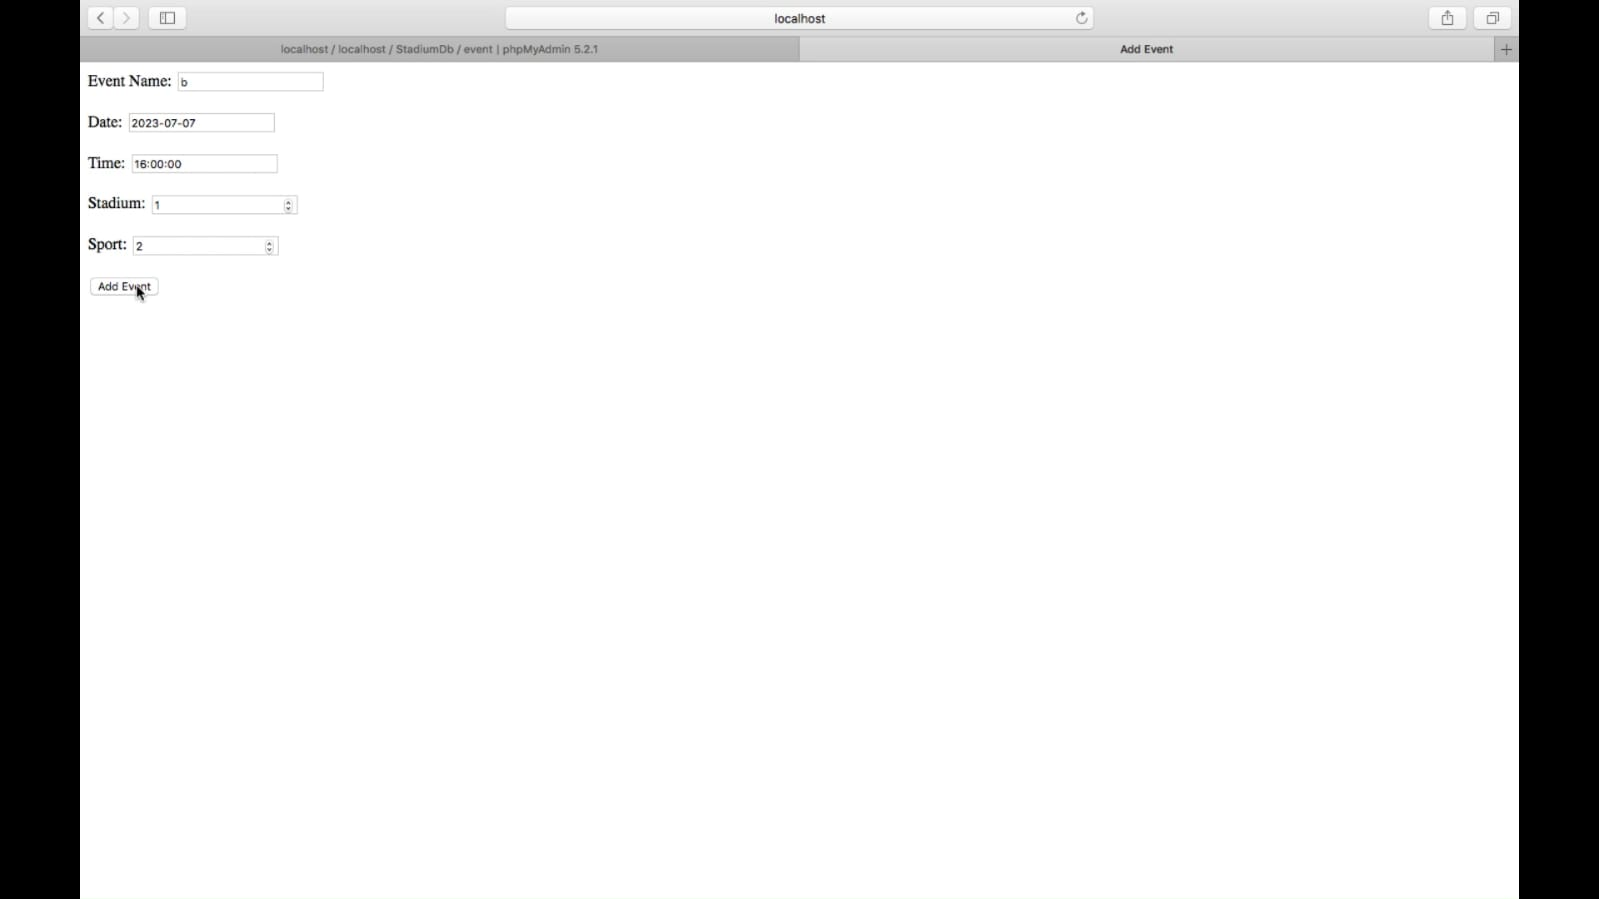 localhost
localhost / localhost / StadiumDb / event | phpMyAdmin 5.2.1
Add Event
Event Name: b
Date: 2023-07-07
Time: 16:00:00
Stadium: 1
Sport: 2
Add Event